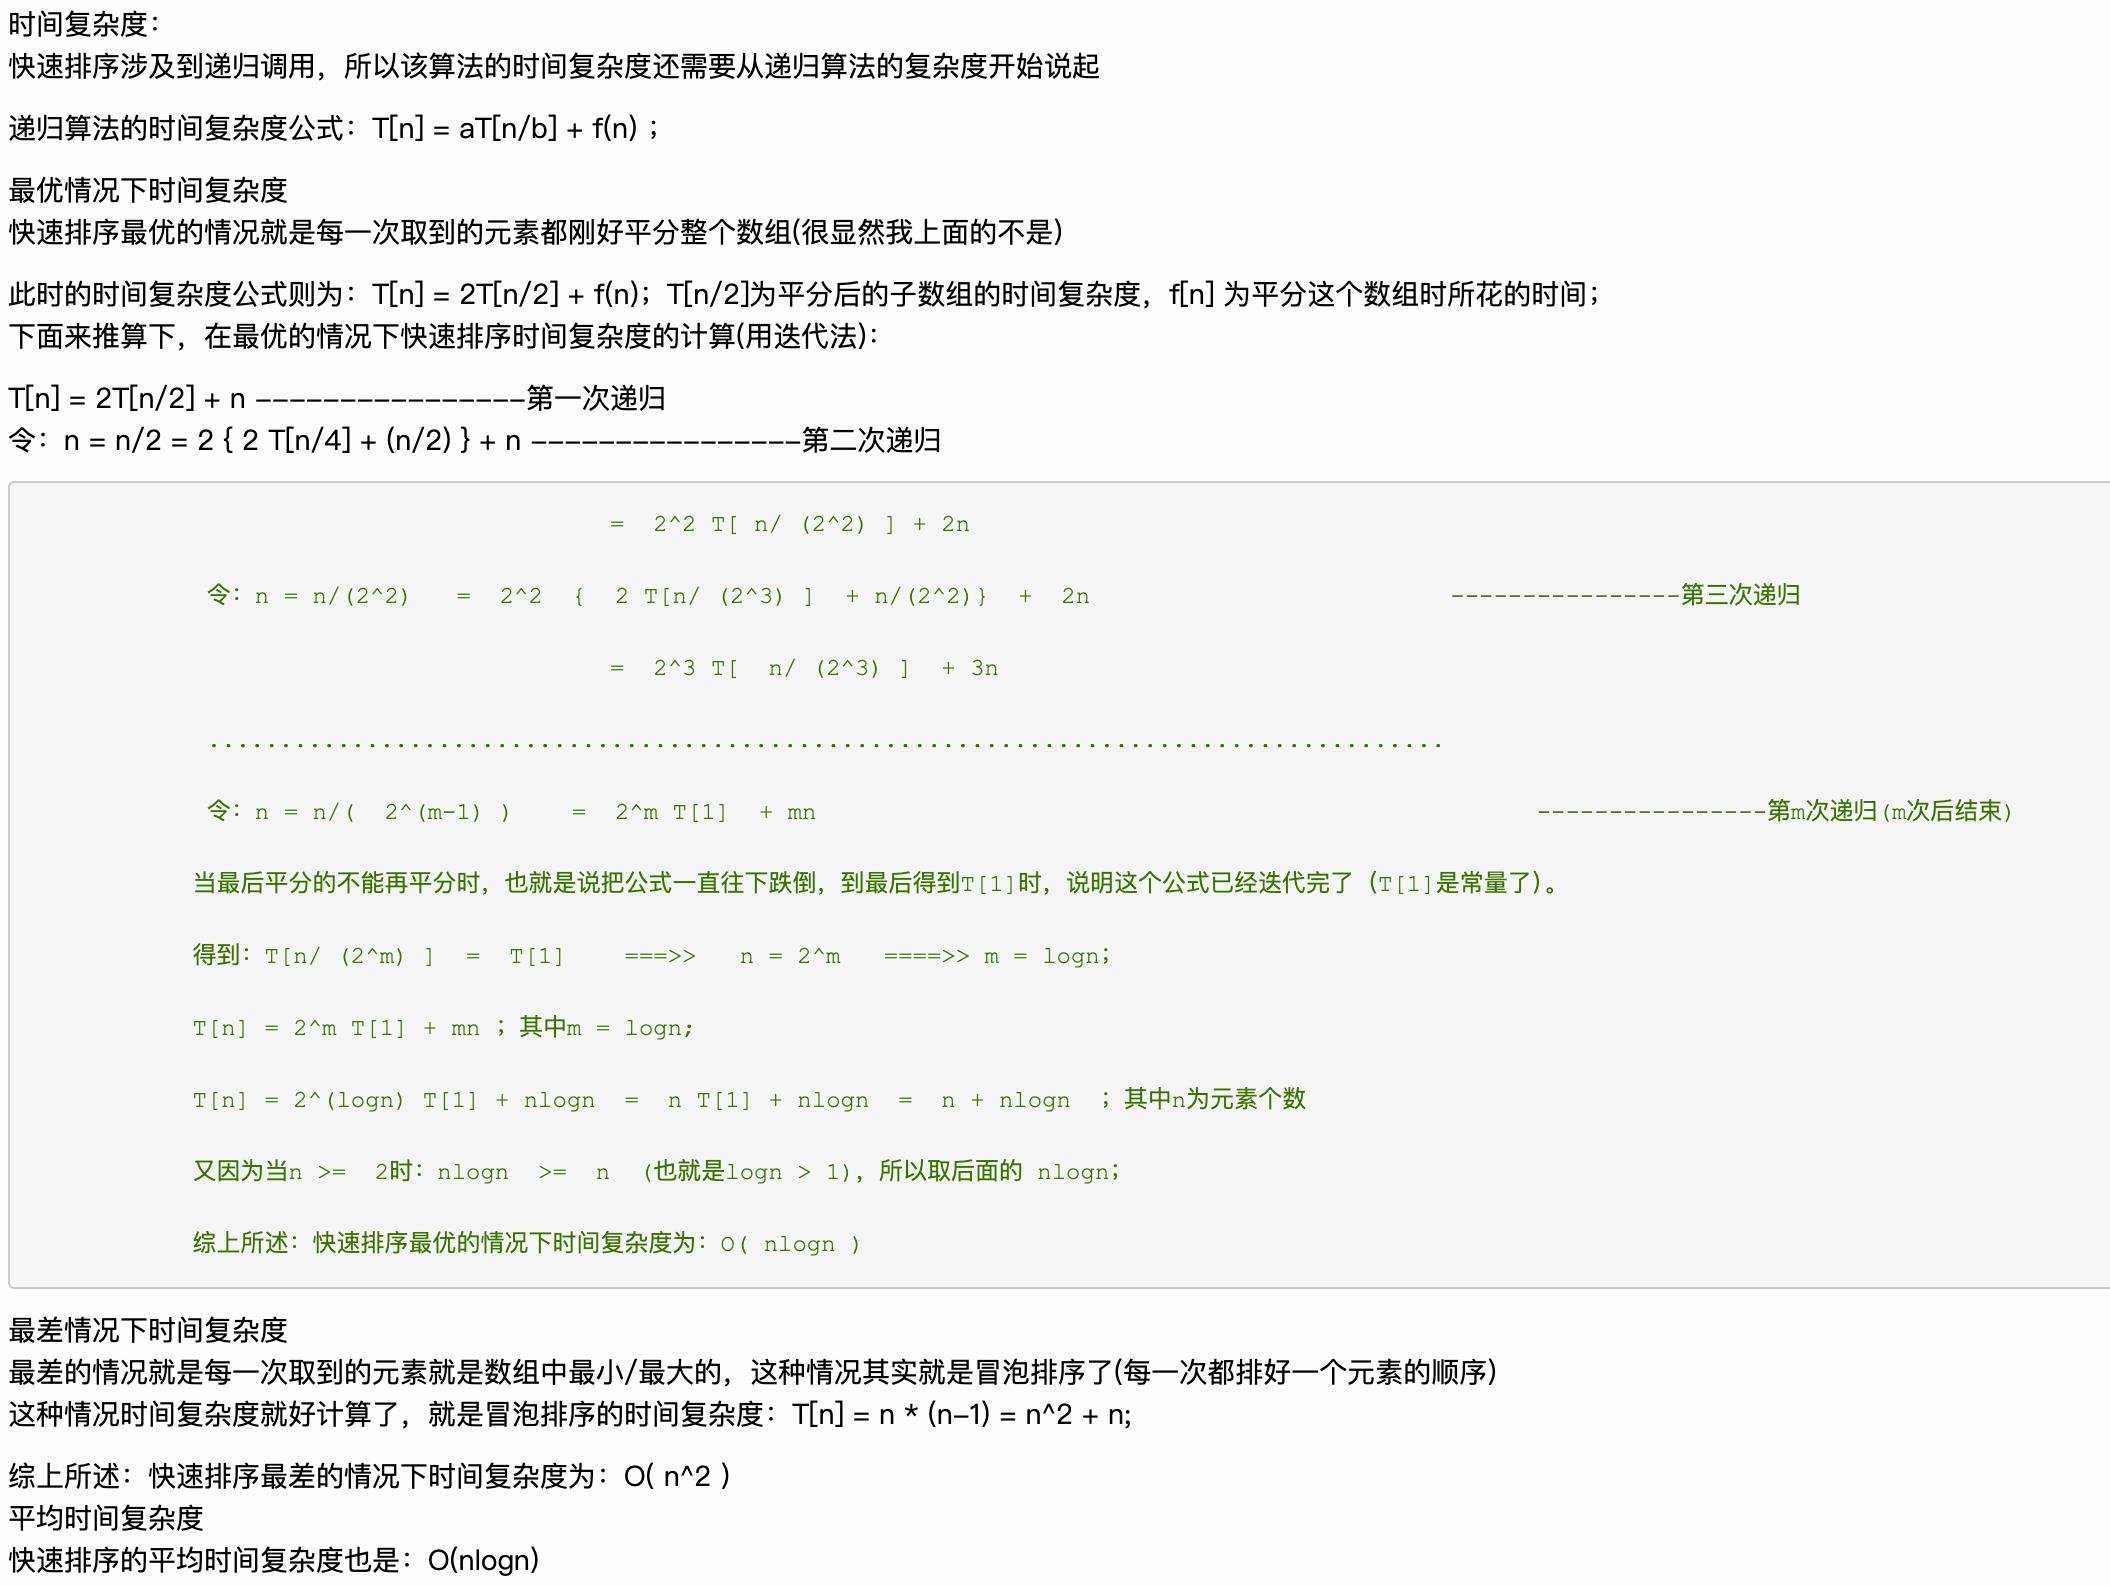 时间复杂度：
快速排序涉及到递归调用，所以该算法的时间复杂度还需要从递归算法的复杂度开始说起
递归算法的时间复杂度公式：T[n] = aT[n/b] + f(n) ；
最优情况下时间复杂度
快速排序最优的情况就是每一次取到的元素都刚好平分整个数组(很显然我上面的不是)
此时的时间复杂度公式则为：T[n] = 2T[n/2] + f(n)；T[n/2]为平分后的子数组的时间复杂度，f[n] 为平分这个数组时所花的时间；
下面来推算下，在最优的情况下快速排序时间复杂度的计算(用迭代法)：
T[n] = 2T[n/2] + n ----------------第一次递归
令：n = n/2 = 2 { 2 T[n/4] + (n/2) } + n ----------------第二次递归
=  2^2 T[ n/ (2^2) ] + 2n
令：n = n/(2^2)   =  2^2  {  2 T[n/ (2^3) ]  + n/(2^2)}  +  2n                         ----------------第三次递归
=  2^3 T[  n/ (2^3) ]  + 3n
......................................................................................
令：n = n/(  2^(m-1) )    =  2^m T[1]  + mn                                                  ----------------第m次递归(m次后结束)
当最后平分的不能再平分时，也就是说把公式一直往下跌倒，到最后得到T[1]时，说明这个公式已经迭代完了（T[1]是常量了）。
得到：T[n/ (2^m) ]  =  T[1]    ===>>   n = 2^m   ====>> m = logn；
T[n] = 2^m T[1] + mn ；其中m = logn;
T[n] = 2^(logn) T[1] + nlogn  =  n T[1] + nlogn  =  n + nlogn  ；其中n为元素个数
又因为当n >=  2时：nlogn  >=  n  (也就是logn > 1)，所以取后面的 nlogn；
综上所述：快速排序最优的情况下时间复杂度为：O( nlogn )
最差情况下时间复杂度
最差的情况就是每一次取到的元素就是数组中最小/最大的，这种情况其实就是冒泡排序了(每一次都排好一个元素的顺序)
这种情况时间复杂度就好计算了，就是冒泡排序的时间复杂度：T[n] = n * (n-1) = n^2 + n;
综上所述：快速排序最差的情况下时间复杂度为：O( n^2 )
平均时间复杂度
快速排序的平均时间复杂度也是：O(nlogn)